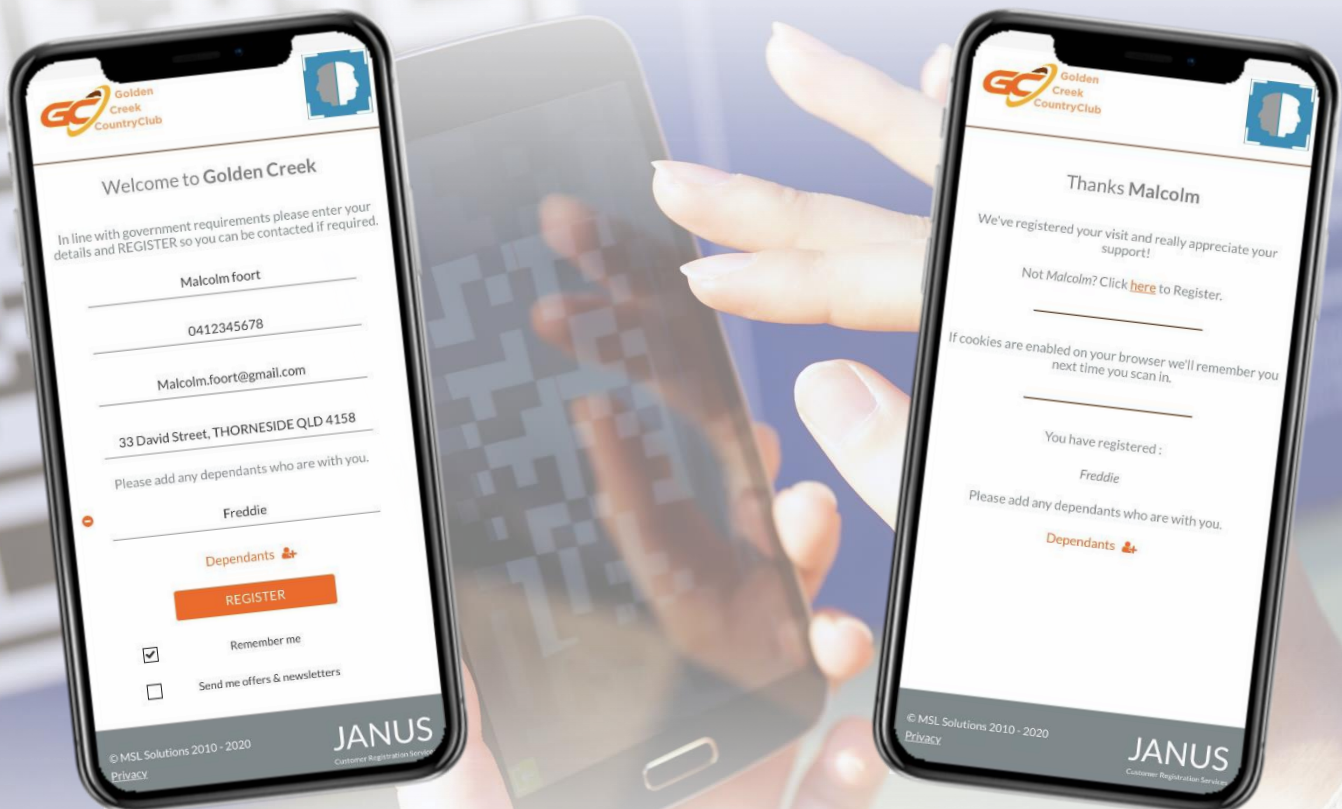 GC Golden
Creek
CountryClub
Welcome to Golden Creek
In line with government requirements please enter your
details and REGISTER so you can be contacted if required.
Malcolm foort
0412345678
Malcolm.foort@gmail.com
33 David Street, THORNESIDE QLD 4158
Please add any dependants who are with you.
Freddie
Dependants
REGISTER
Remember me
Send me offers & newsletters
© MSL Solutions 2010 - 2020
Privacy
JANUS
Customer Registration Services
GC Golden
Creek
CountryClub
Thanks Malcolm
We've registered your visit and really appreciate your
support!
Not Malcolm? Click here to Register.
If cookies are enabled on your browser we'll remember you
next time you scan in.
You have registered :
Freddie
Please add any dependants who are with you.
Dependants
© MSL Solutions 2010 - 2020
Privacy
JANUS
Customer Registration Services